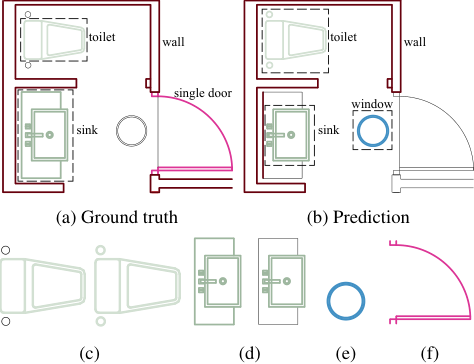 toilet
wall
single door
sink
toilet
wall
window
sink
(a) Ground truth
(b) Prediction
(c)
(d)
(e)
(f)